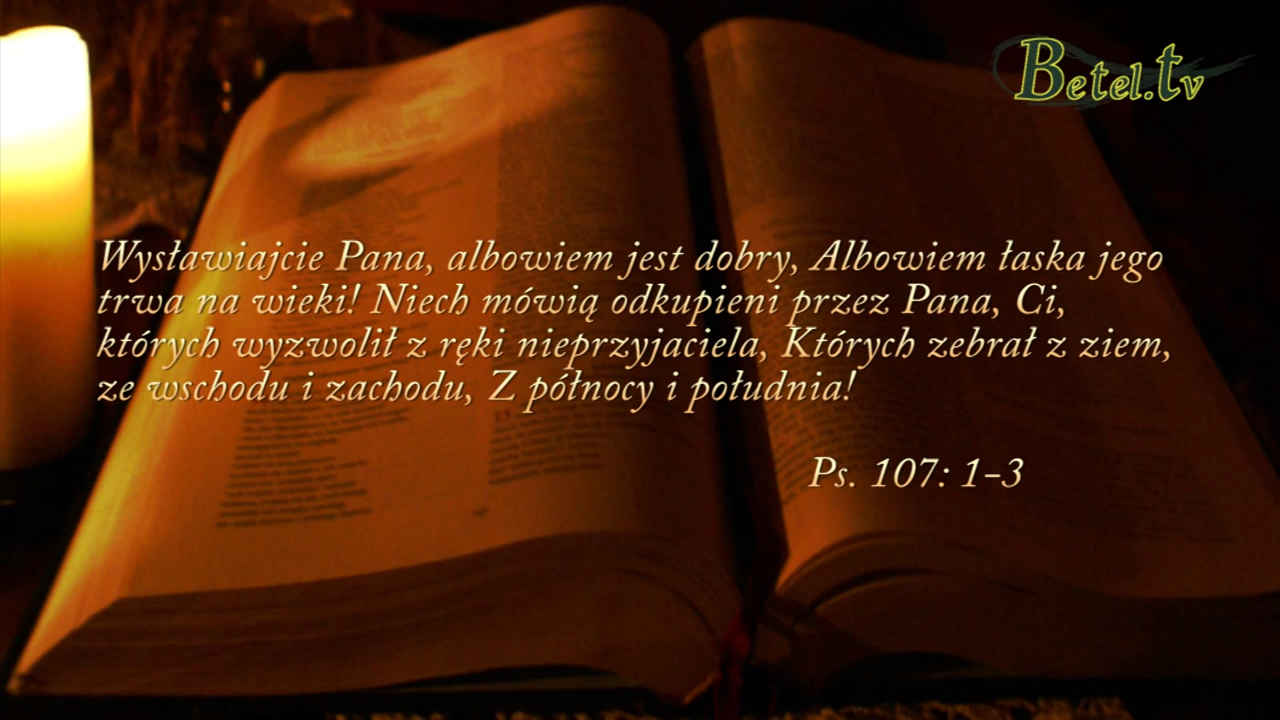 Betel.tv
Wysławiajcie Pana, albowiem jest dobry, Albowiem łaska jego
trwa na wieki! Niech mówią odkupieni przez Pana, Ci,
których wyzwolił z ręki nieprzyjaciela, Których zebrał z ziem,
ze wschodu i zachodu, Z północy i południa!
Ps. 107: 1-3